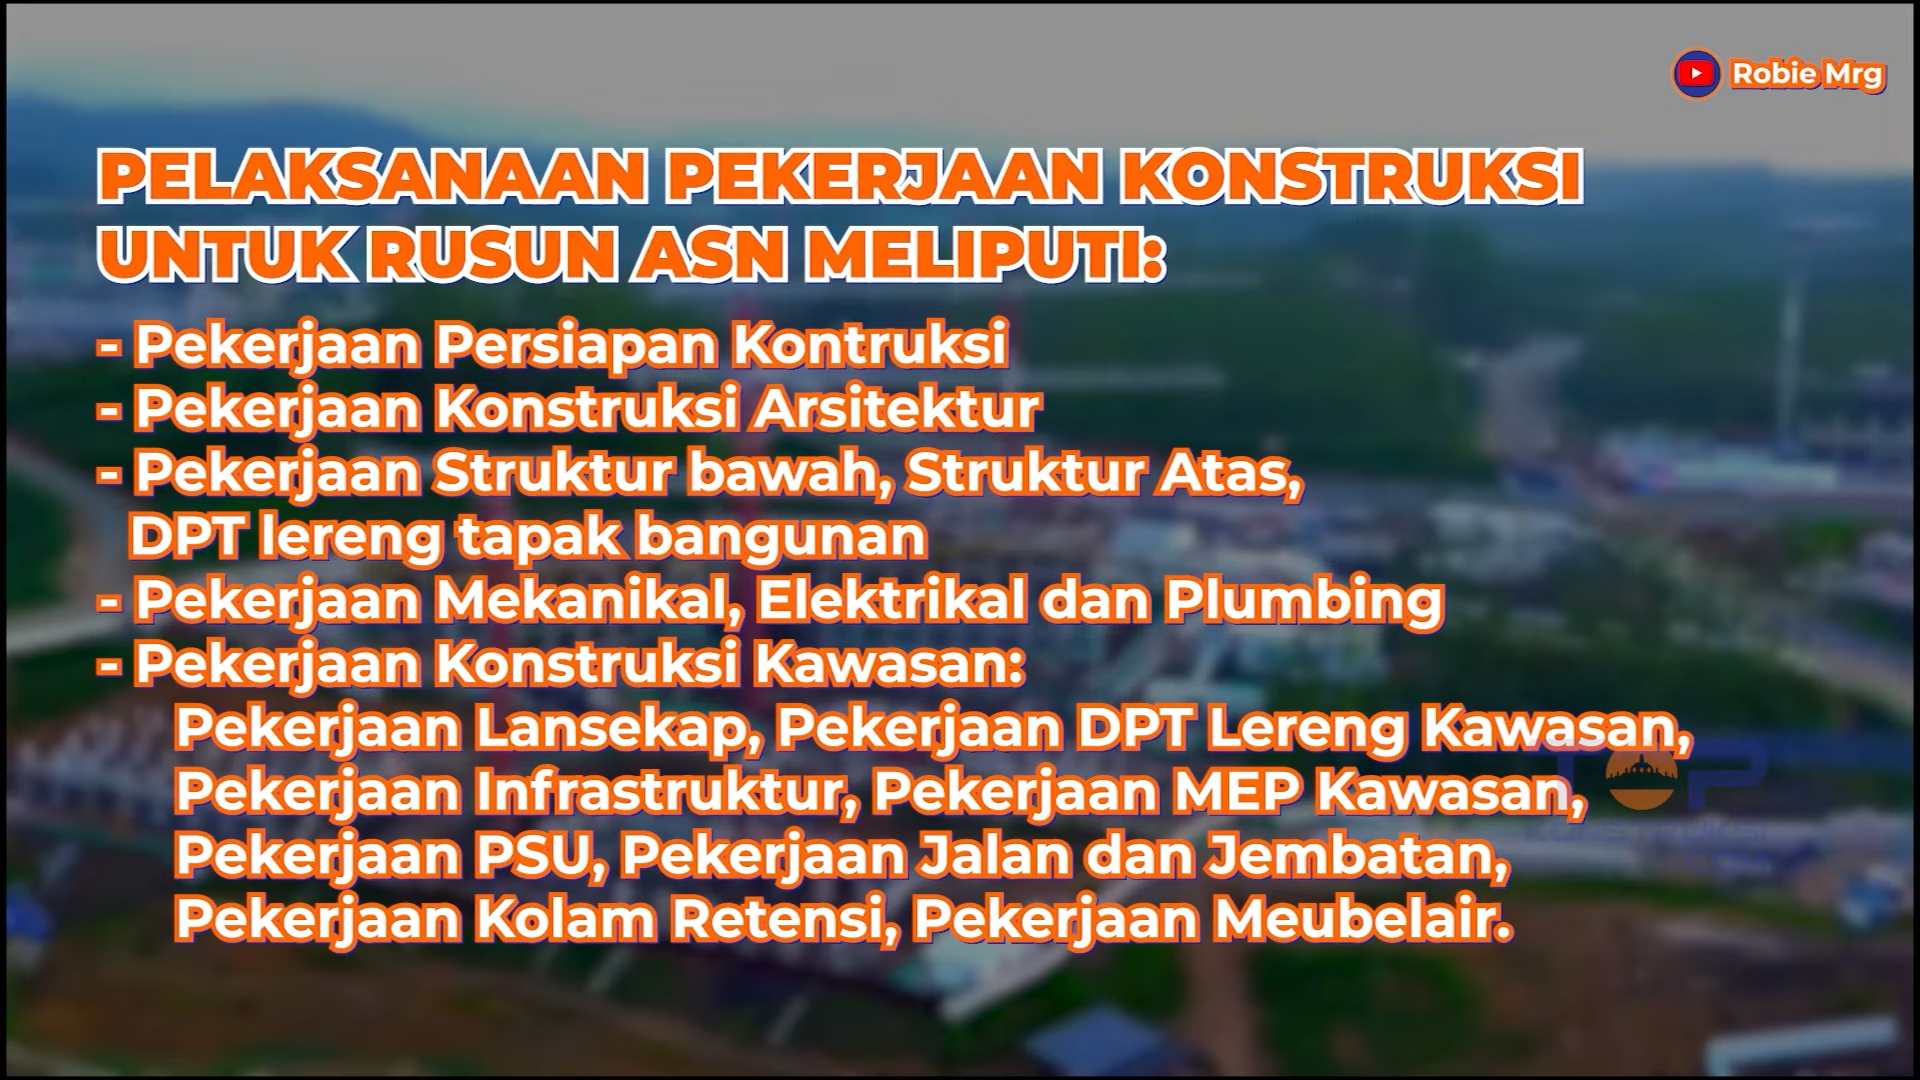 Robie Mrg
PELAKSANAAN PEKERJAAN KONSTRUKSI
UNTUK RUSUN ASN MELIPUTI:
- Pekerjaan Persiapan Kontruksi
- Pekerjaan Konstruksi Arsitektur
- Pekerjaan Struktur bawah, Struktur Atas,
DPT lereng tapak bangunan
- Pekerjaan Mekanikal, Elektrikal dan Plumbing
- Pekerjaan Konstruksi Kawasan:
Pekerjaan Lansekap, Pekerjaan DPT Lereng Kawasan,
Pekerjaan Infrastruktur, Pekerjaan MEP Kawasan,
Pekerjaan PSU, Pekerjaan Jalan dan Jembatan,
Pekerjaan Kolam Retensi, Pekerjaan Meubelair.
TOP
KONSTRUKSI